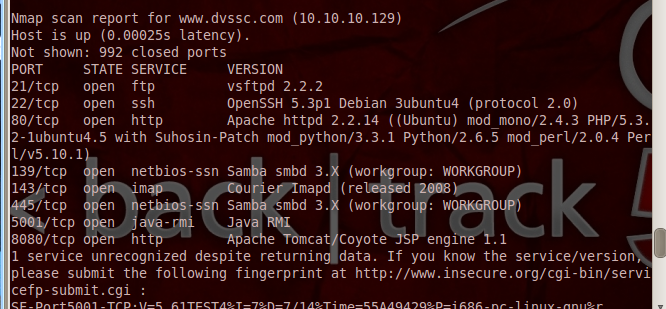 Nmap scan report for www.dvssc.com (10.10.10.129)
Host is up (0.00025s latency).
Not shown: 992 closed ports
PORT     STATE SERVICE     VERSION
21/tcp   open  ftp         vsftpd 2.2.2
22/tcp   open  ssh         OpenSSH 5.3p1 Debian 3ubuntu4 (protocol 2.0)
80/tcp   open  http        Apache httpd 2.2.14 ((Ubuntu) mod_mono/2.4.3 PHP/5.3.
2-1ubuntu4.5 with Suhosin-Patch mod_python/3.3.1 Python/2.6.5 mod_perl/2.0.4 Per
l/v5.10.1)
139/tcp  open  netbios-ssn Samba smbd 3.X (workgroup: WORKGROUP)
143/tcp  open  imap        Courier Imapd (released 2008)
445/tcp  open  netbios-ssn Samba smbd 3.X (workgroup: WORKGROUP)
<< back | track 5
5001/tcp open  java-rmi    Java RMI
8080/tcp open  http        Apache Tomcat/Coyote JSP engine 1.1
1 service unrecognized despite returning data. If you know the service/version,
please submit the following fingerprint at http://www.insecure.org/cgi-bin/servi
cefp-submit.cgi :
SF-Port5001-TCP:V=5.61TEST4%I=7%D=7/14%Time=55A49429%P=i686-pc-linux-gnu%r